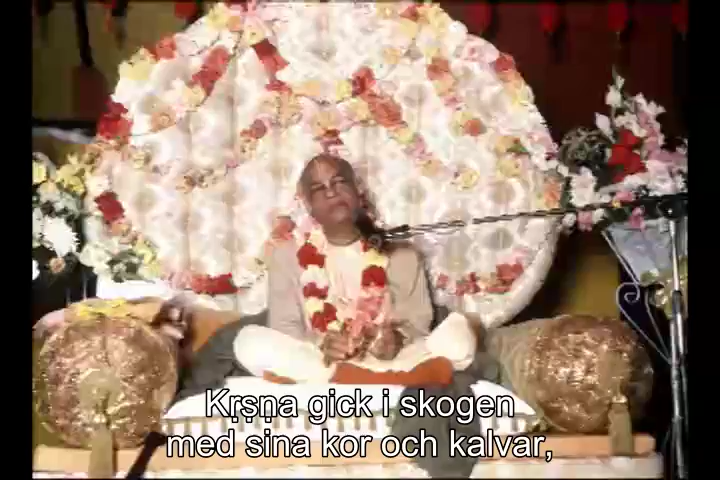 Kṛṣṇa gick i skogen
med sina kor och kalvar,